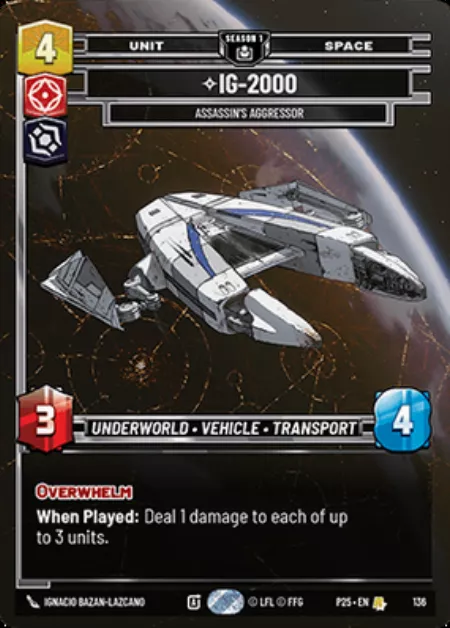 4
UNIT
SEASON 1
SPACE
IG-2000
ASSASSIN'S AGGRESSOR
3
UNDERWORLD • VEHICLE • TRANSPORT
4
OVERWHELM
When Played: Deal 1 damage to each of up
to 3 units.
IGNACIO BAZAN-LAZCANO
© LFL © FFG
P25 • EN
136